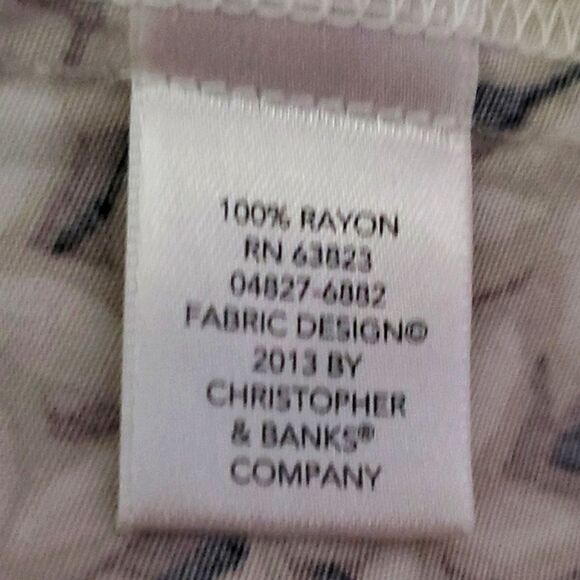 100% RAYON
RN 63823
04827-6882
FABRIC DESIGN©
2013 BY
CHRISTOPHER
& BANKS®
COMPANY